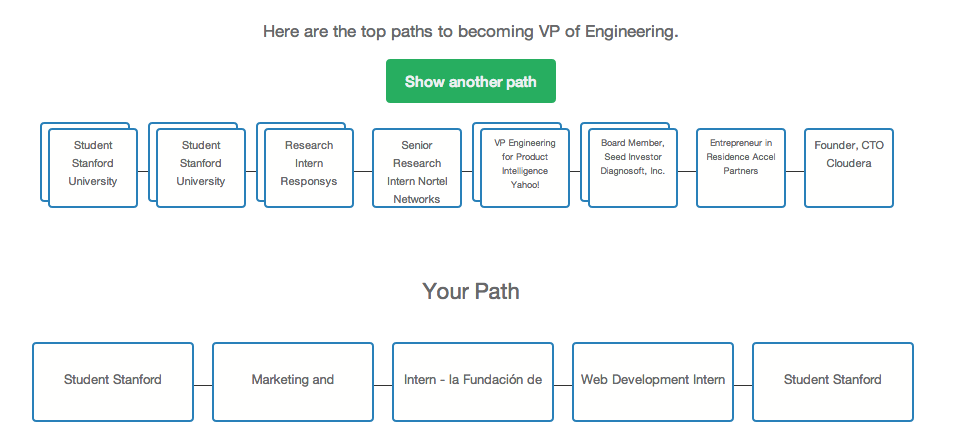 Here are the top paths to becoming VP of Engineering.
Show another path
Student
Stanford
University
Student
Stanford
University
Research
Intern
Responsys
Senior
Research
Intern Nortel
Networks
VP Engineering
for Product
Intelligence
Yahoo!
Board Member,
Seed Investor
Diagnosoft, Inc.
Entrepreneur in
Residence Accel
Partners
Founder, CTO
Cloudera
Your Path
Student Stanford
Marketing and
Intern - la Fundación de
Web Development Intern
Student Stanford